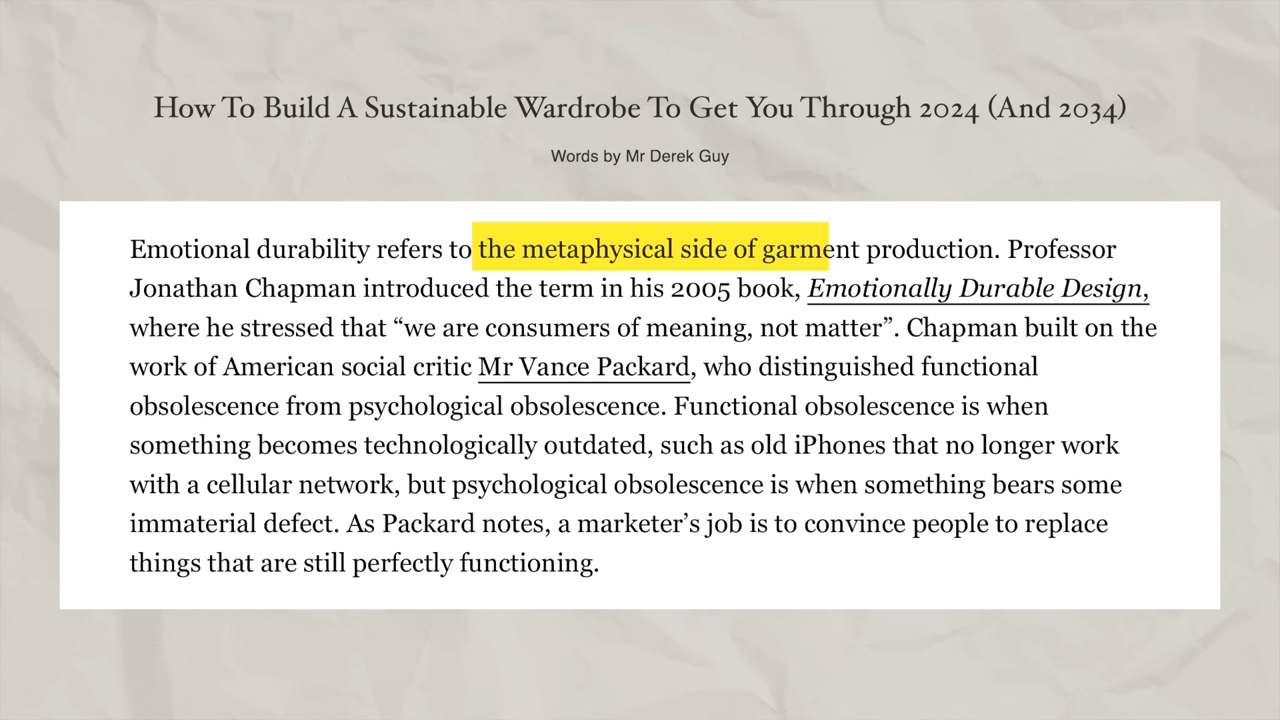 How To Build A Sustainable Wardrobe To Get You Through 2024 (And 2034)
Words by Mr Derek Guy
Emotional durability refers to the metaphysical side of garment production. Professor
Jonathan Chapman introduced the term in his 2005 book, Emotionally Durable Design,
where he stressed that “we are consumers of meaning, not matter”. Chapman built on the
work of American social critic Mr Vance Packard, who distinguished functional
obsolescence from psychological obsolescence. Functional obsolescence is when
something becomes technologically outdated, such as old iPhones that no longer work
with a cellular network, but psychological obsolescence is when something bears some
immaterial defect. As Packard notes, a marketer’s job is to convince people to replace
things that are still perfectly functioning.